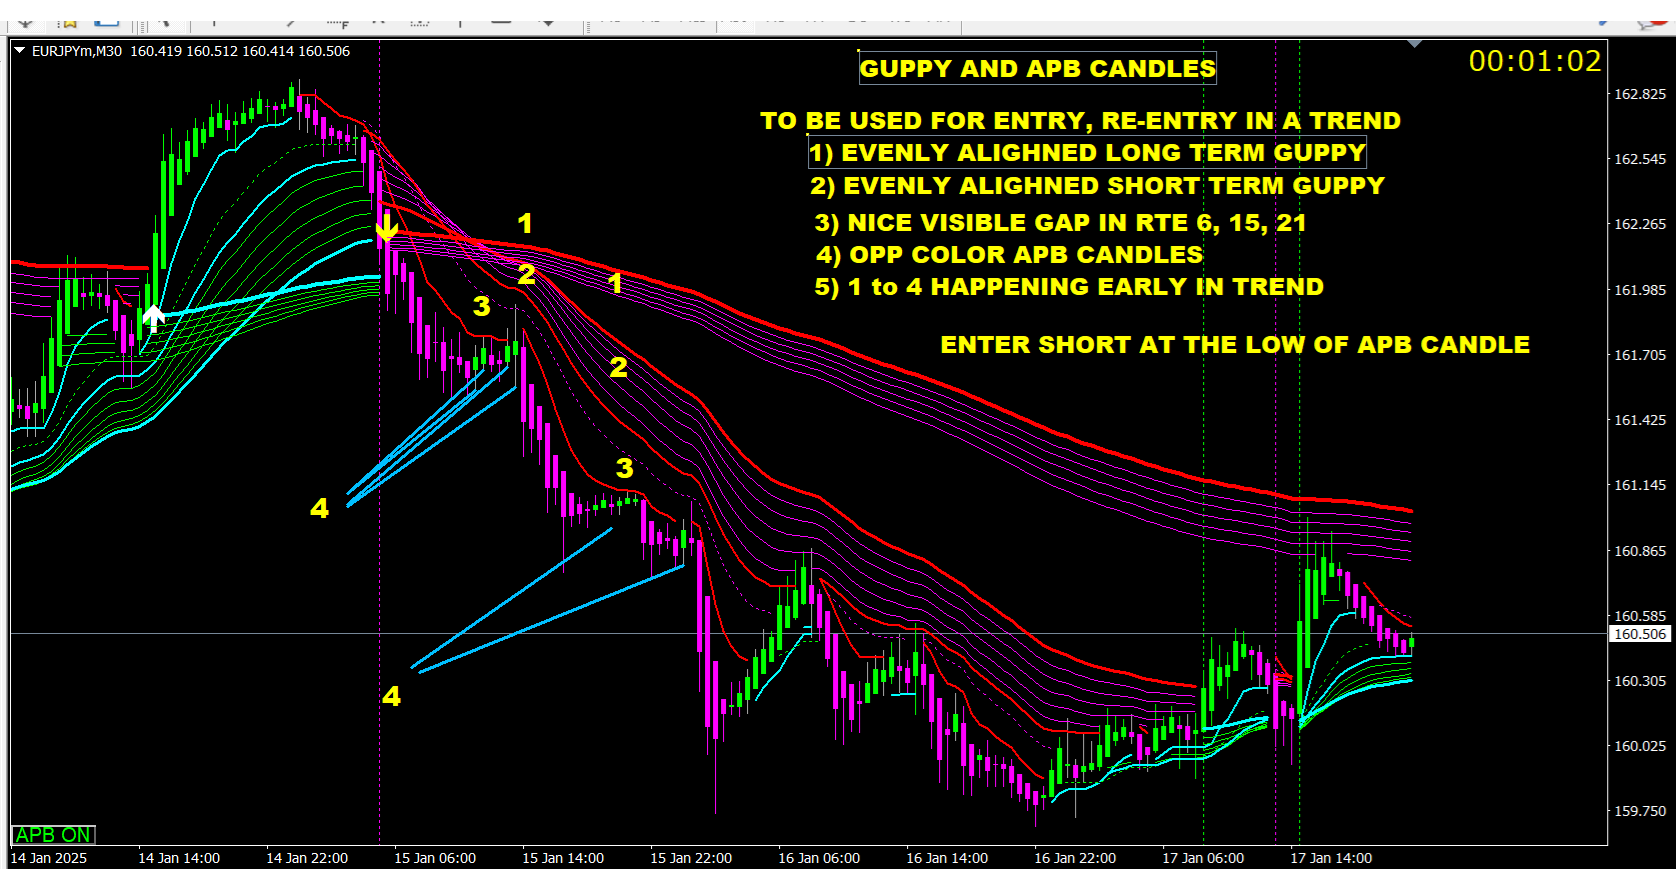 EURJPYm,M30 160.419 160.512 160.414 160.506
00:01:02
GUPPY AND APB CANDLES
TO BE USED FOR ENTRY, RE-ENTRY IN A TREND
1) EVENLY ALIGHNED LONG TERM GUPPY
2) EVENLY ALIGHNED SHORT TERM GUPPY
3) NICE VISIBLE GAP IN RTE 6, 15, 21
4) OPP COLOR APB CANDLES
5) 1 to 4 HAPPENING EARLY IN TREND
ENTER SHORT AT THE LOW OF APB CANDLE
1
2
1
3
2
3
4
4
162.825
162.545
162.265
161.985
161.705
161.425
161.145
160.865
160.585
160.506
160.305
160.025
159.750
APB ON
14 Jan 2025
14 Jan 14:00
14 Jan 22:00
15 Jan 06:00
15 Jan 14:00
15 Jan 22:00
16 Jan 06:00
16 Jan 14:00
16 Jan 22:00
17 Jan 06:00
17 Jan 14:00